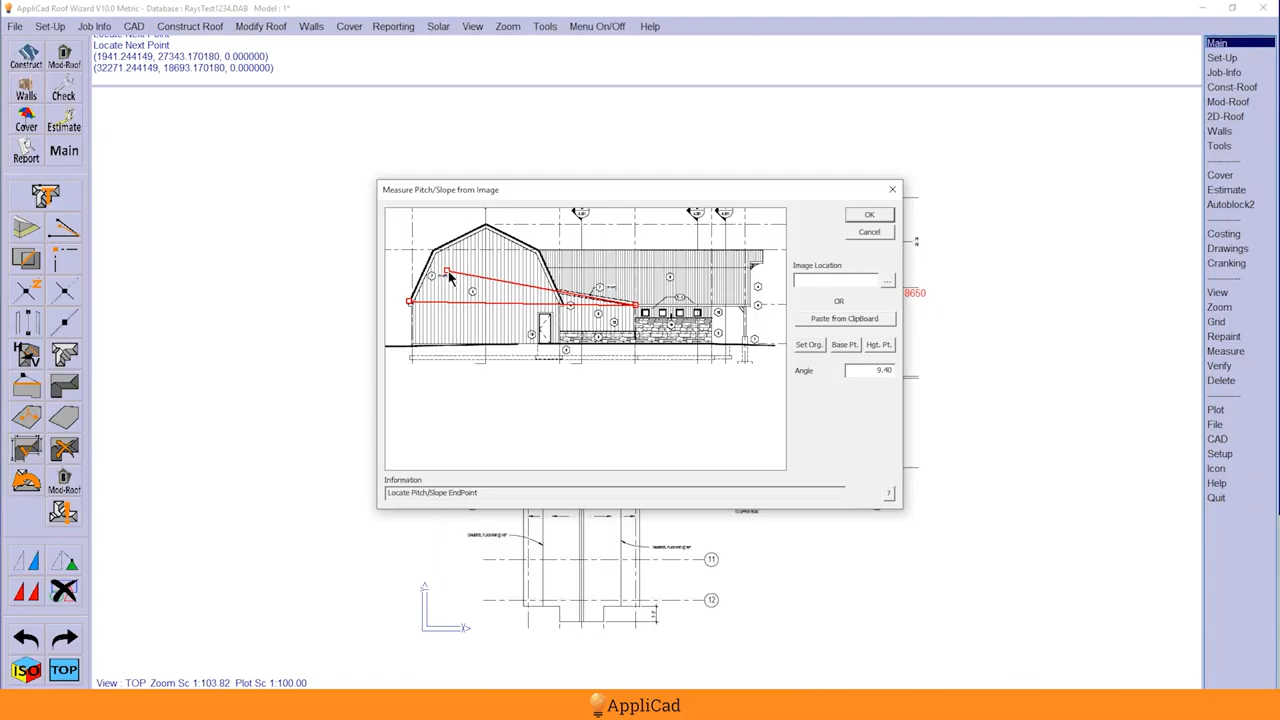 AppliCad Roof Wizard V10.0 Metric - Database : RaysTest1234.DAB Model : 1*
File Set-Up Job Info CAD Construct Roof Modify Roof Walls Cover Reporting Solar View Zoom Tools Menu On/Off Help
Locate Next Point
Locate Next Point
(1941.244149, 27343.170180, 0.000000)
(32271.244149, 18693.170180, 0.000000)
Construct Mod-Roof
Walls Check
Cover Estimate
Report Main
Mod-Roof
ISO TOP
Measure Pitch/Slope from Image
OK
Cancel
Image Location
...
OR
Paste from ClipBoard
Set Org. Base Pt. Hgt. Pt.
Angle 9.40
Information
Locate Pitch/Slope EndPoint
?
8650
11
12
Y>
X>
View : TOP Zoom Sc 1:103.82 Plot Sc 1:100.00
Main
Set-Up
Job-Info
Const-Roof
Mod-Roof
2D-Roof
Walls
Tools
Cover
Estimate
Autoblock2
Costing
Drawings
Cranking
View
Zoom
Grid
Repaint
Measure
Verify
Delete
Plot
File
CAD
Setup
Icon
Help
Quit
AppliCad